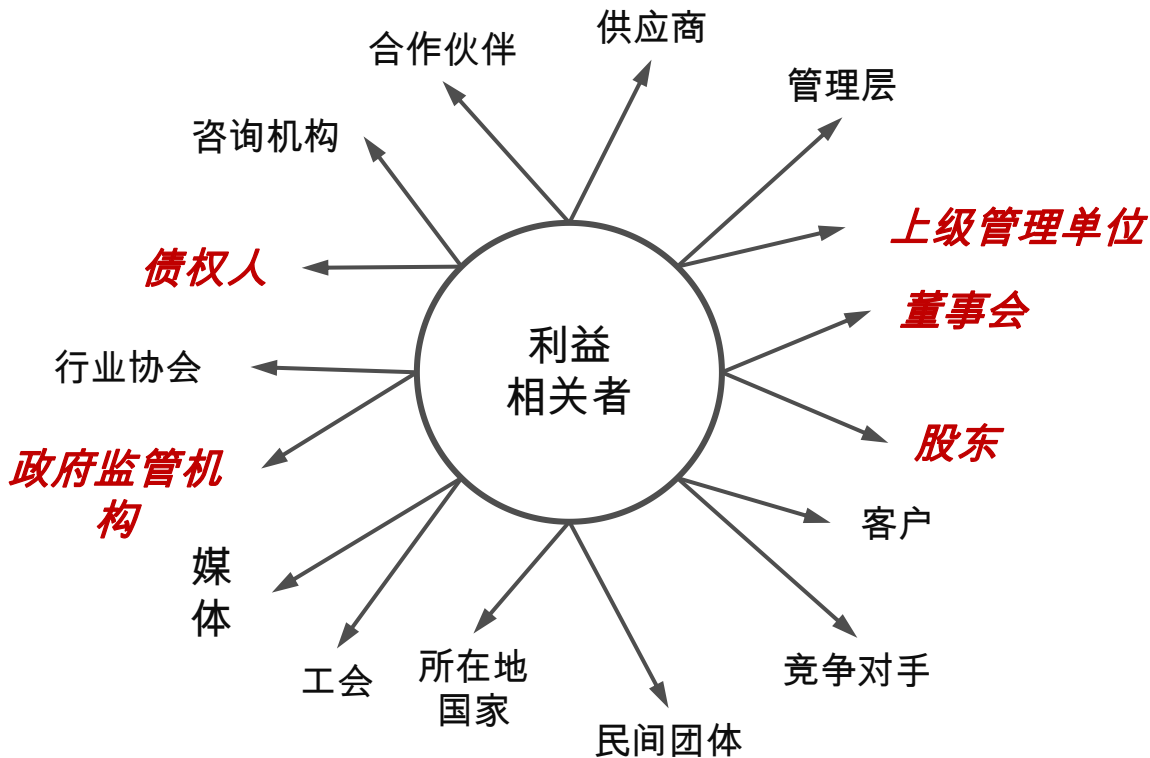 供应商
合作伙伴
管理层
咨询机构
上级管理单位
债权人
董事会
利益
相关者
行业协会
股东
政府监管机
构
客户
媒
体
所在地
国家
工会
竞争对手
民间团体